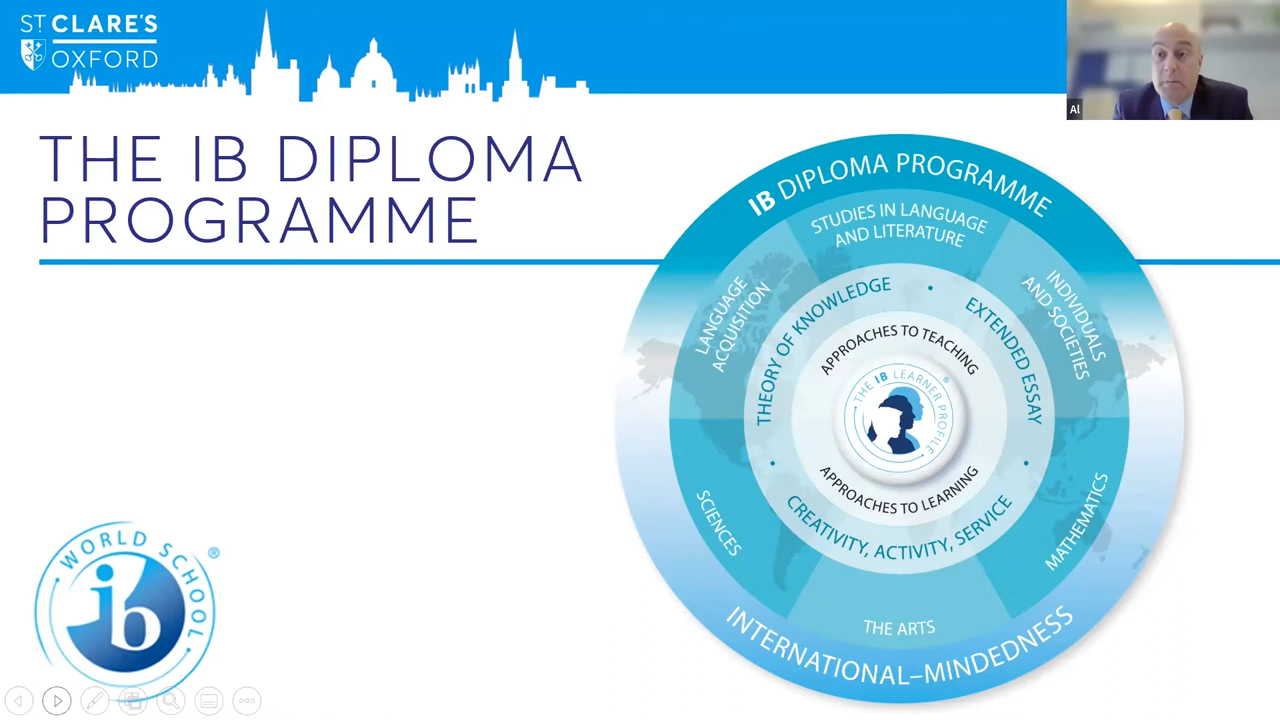 ST CLARE'S
OXFORD
Al
THE IB DIPLOMA
PROGRAMME
IB DIPLOMA PROGRAMME
STUDIES IN LANGUAGE
AND LITERATURE
LANGUAGE
ACQUISITION
INDIVIDUALS
AND SOCIETIES
THEORY OF KNOWLEDGE
EXTENDED ESSAY
APPROACHES TO TEACHING
THE IB LEARNER PROFILE
®
APPROACHES TO LEARNING
CREATIVITY, ACTIVITY, SERVICE
SCIENCES
MATHEMATICS
THE ARTS
INTERNATIONAL–MINDEDNESS
WORLD SCHOOL
®
ib